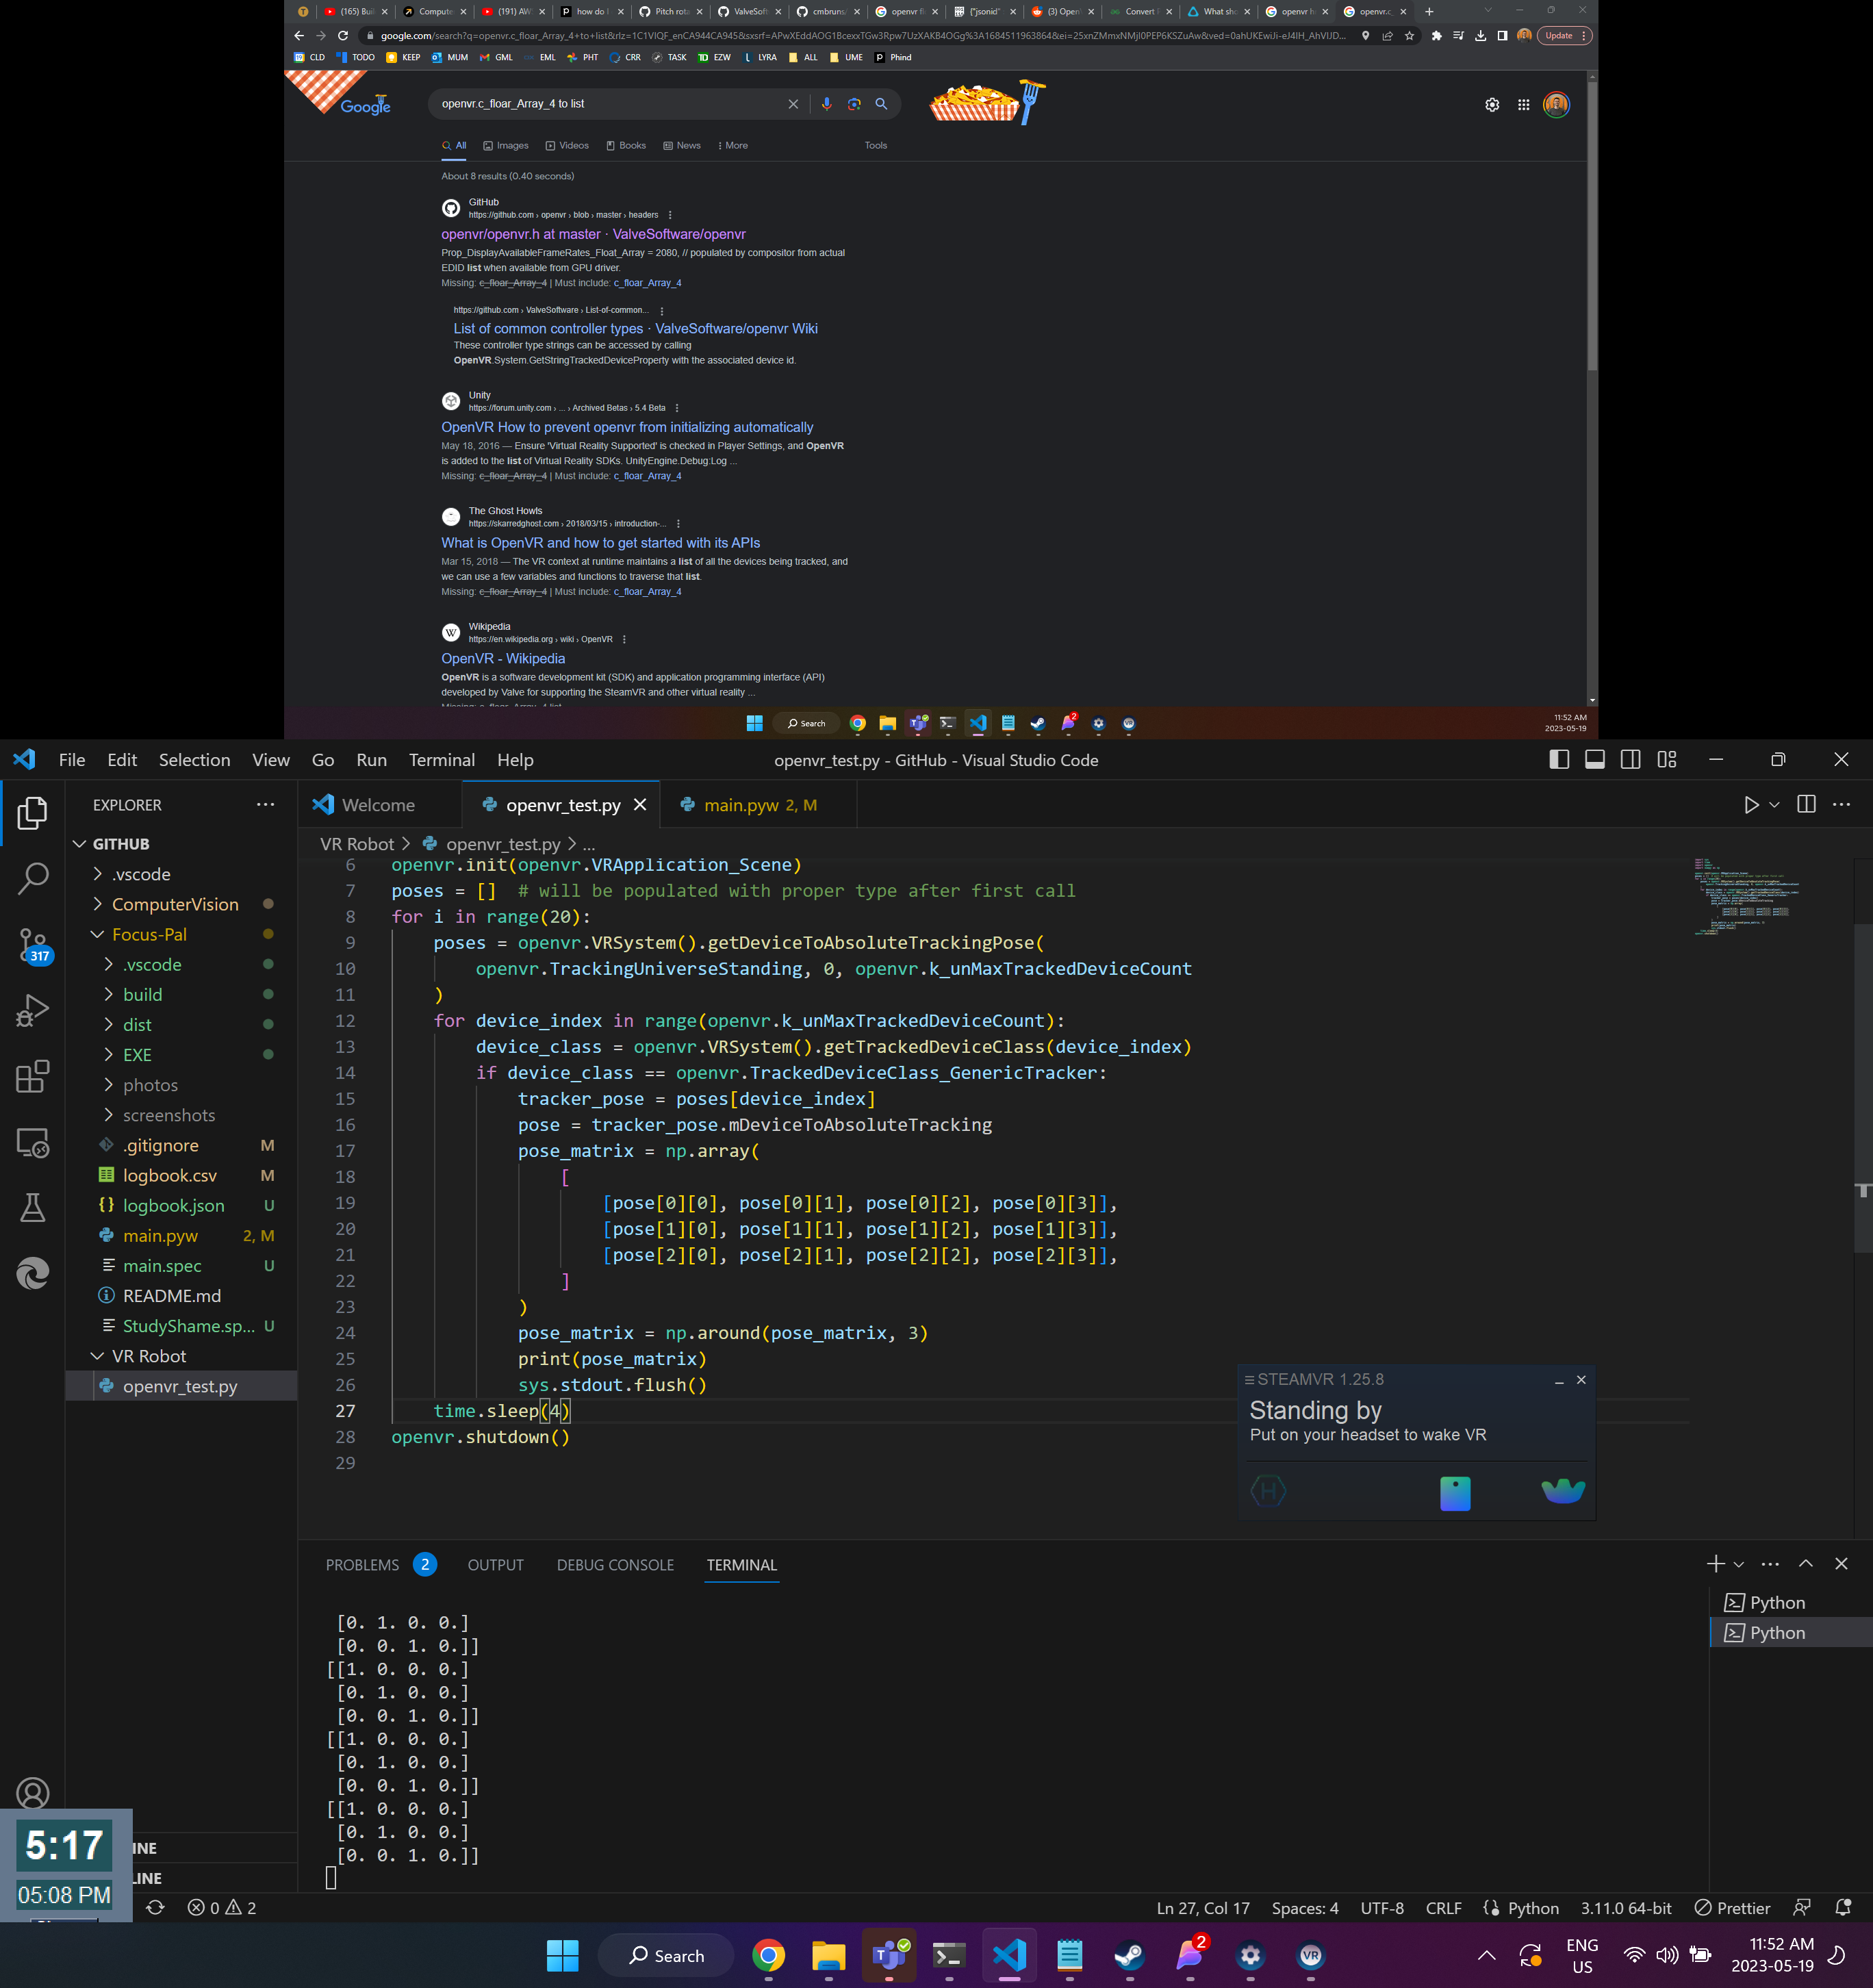 (165) Bui
Compute
(191) AV
how do
Pitch rot
ValveSoft
cmbruns/
openvr fl
{"jsonid"
(3) Open
Convert
What sh
openvr h
openvr.c_
google.com/search?q=openvr.c_floar_Array_4+to+list&rlz=1C1VIQF_enCA944CA945&sxsrf=
Update
CLD TODO KEEP MUM GML EML PHT CRR TASK EZW LYRA ALL UME Phind
Google
openvr.c_floar_Array_4 to list
All Images Videos Books News More Tools
About 8 results (0.40 seconds)
GitHub
https://github.com › openvr › blob › master › headers
openvr/openvr.h at master · ValveSoftware/openvr
Prop_DisplayAvailableFrameRates_Float_Array = 2080, // populated by compositor from actual
EDID list when available from GPU driver.
Missing: c_floar_Array_4 | Must include: c_floar_Array_4
https://github.com › ValveSoftware › List-of-common...
List of common controller types · ValveSoftware/openvr Wiki
These controller type strings can be accessed by calling
OpenVR.System.GetStringTrackedDeviceProperty with the associated device id.
Unity
https://forum.unity.com › ... › Archived Betas › 5.4 Beta
OpenVR How to prevent openvr from initializing automatically
May 18, 2016 — Ensure 'Virtual Reality Supported' is checked in Player Settings, and OpenVR
is added to the list of Virtual Reality SDKs. UnityEngine.Debug:Log ...
Missing: c_floar_Array_4 | Must include: c_floar_Array_4
The Ghost Howls
https://skarredghost.com › 2018/03/15 › introduction-...
What is OpenVR and how to get started with its APIs
Mar 15, 2018 — The VR context at runtime maintains a list of all the devices being tracked, and
we can use a few variables and functions to traverse that list.
Missing: c_floar_Array_4 | Must include: c_floar_Array_4
Wikipedia
https://en.wikipedia.org › wiki › OpenVR
OpenVR - Wikipedia
OpenVR is a software development kit (SDK) and application programming interface (API)
developed by Valve for supporting the SteamVR and other virtual reality ...
Search
2
11:52 AM
2023-05-19
File Edit Selection View Go Run Terminal Help
openvr_test.py - GitHub - Visual Studio Code
EXPLORER
GITHUB
.vscode
ComputerVision
Focus-Pal
.vscode
build
dist
EXE
photos
screenshots
.gitignore M
logbook.csv M
logbook.json U
main.pyw 2, M
main.spec U
README.md
StudyShame.sp... U
VR Robot
openvr_test.py
317
Welcome
openvr_test.py
main.pyw 2, M
VR Robot > openvr_test.py > ...
6 openvr.init(openvr.VRApplication_Scene)
7 poses = []  # will be populated with proper type after first call
8 for i in range(20):
9     poses = openvr.VRSystem().getDeviceToAbsoluteTrackingPose(
10         openvr.TrackingUniverseStanding, 0, openvr.k_unMaxTrackedDeviceCount
11     )
12     for device_index in range(openvr.k_unMaxTrackedDeviceCount):
13         device_class = openvr.VRSystem().getTrackedDeviceClass(device_index)
14         if device_class == openvr.TrackedDeviceClass_GenericTracker:
15             tracker_pose = poses[device_index]
16             pose = tracker_pose.mDeviceToAbsoluteTracking
17             pose_matrix = np.array(
18                 [
19                     [pose[0][0], pose[0][1], pose[0][2], pose[0][3]],
20                     [pose[1][0], pose[1][1], pose[1][2], pose[1][3]],
21                     [pose[2][0], pose[2][1], pose[2][2], pose[2][3]],
22                 ]
23             )
24             pose_matrix = np.around(pose_matrix, 3)
25             print(pose_matrix)
26             sys.stdout.flush()
27     time.sleep(4)
28 openvr.shutdown()
29
STEAMVR 1.25.8
Standing by
Put on your headset to wake VR
PROBLEMS 2 OUTPUT DEBUG CONSOLE TERMINAL
[0. 1. 0. 0.]
[0. 0. 1. 0.]]
[[1. 0. 0. 0.]
[0. 1. 0. 0.]
[0. 0. 1. 0.]]
[[1. 0. 0. 0.]
[0. 1. 0. 0.]
[0. 0. 1. 0.]]
[[1. 0. 0. 0.]
[0. 1. 0. 0.]
[0. 0. 1. 0.]]
Python
Python
5:17
05:08 PM
INE
LINE
0 2
Ln 27, Col 17 Spaces: 4 UTF-8 CRLF Python 3.11.0 64-bit Prettier
Search
2
VR
ENG
US
11:52 AM
2023-05-19